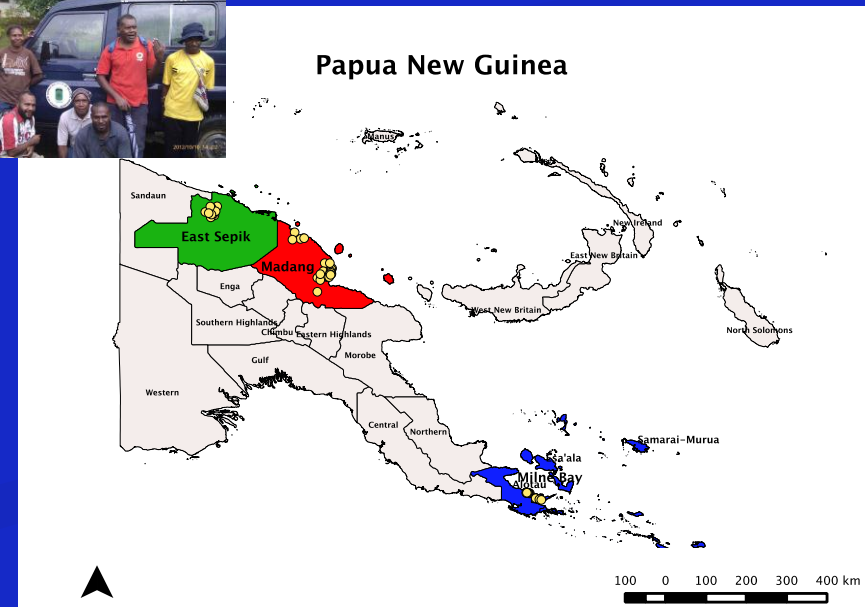 Papua New Guinea
Manus
Sandaun
New Ireland
East Sepik
East New Britain
Madang
Enga
West New Britain
Southern Highlands
Chimbu
Eastern Highlands
North Solomons
Morobe
Gulf
Western
Central
Northern
Samarai-Murua
Esa'ala
Milne Bay
Alotau
100 0 100 200 300 400 km